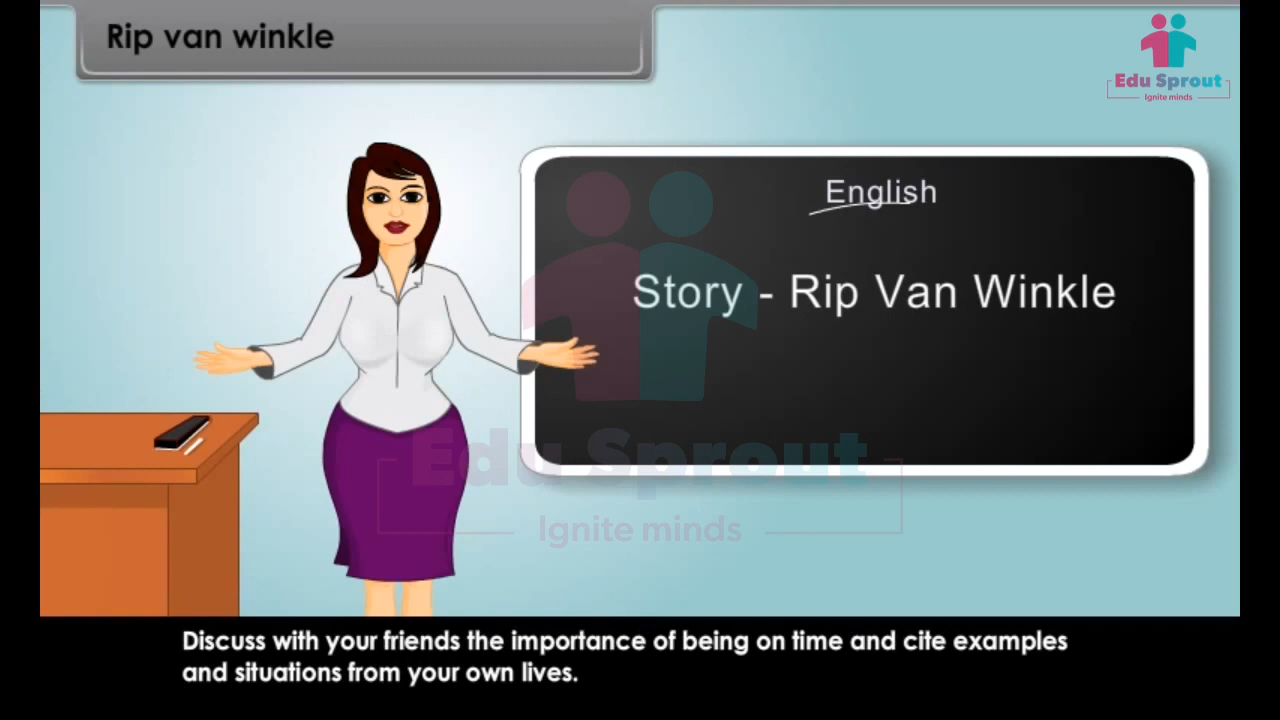 Rip van winkle
Edu Sprout
Ignite minds
English
Story - Rip Van Winkle
Edu Sprout
Ignite minds
Discuss with your friends the importance of being on time and cite examples
and situations from your own lives.